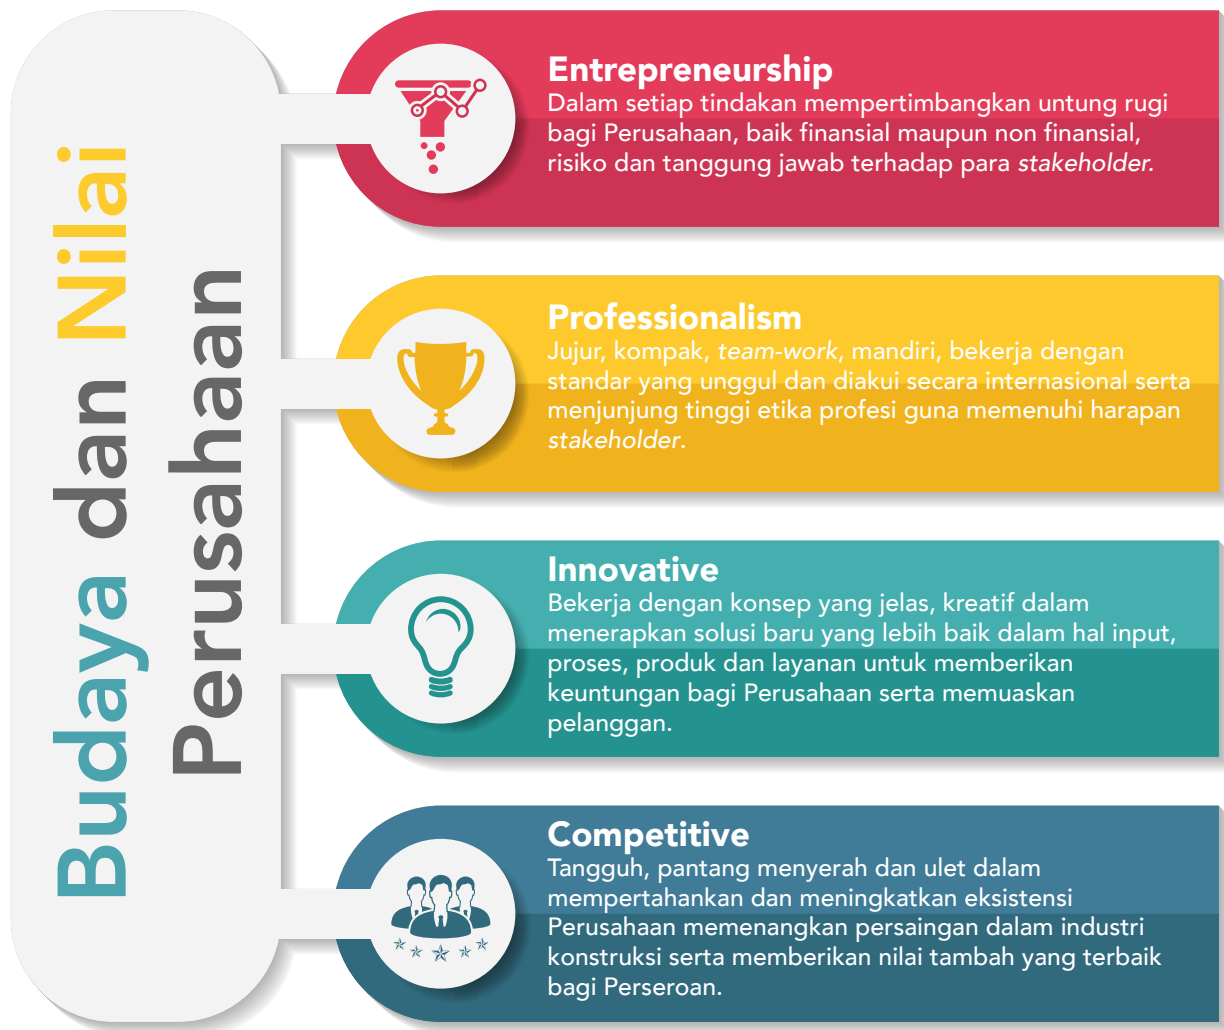 Budaya dan Nilai
Perusahaan
Entrepreneurship
Dalam setiap tindakan mempertimbangkan untung rugi
bagi Perusahaan, baik finansial maupun non finansial,
risiko dan tanggung jawab terhadap para stakeholder.
Professionalism
Jujur, kompak, team-work, mandiri, bekerja dengan
standar yang unggul dan diakui secara internasional serta
menjunjung tinggi etika profesi guna memenuhi harapan
stakeholder.
Innovative
Bekerja dengan konsep yang jelas, kreatif dalam
menerapkan solusi baru yang lebih baik dalam hal input,
proses, produk dan layanan untuk memberikan
keuntungan bagi Perusahaan serta memuaskan
pelanggan.
Competitive
Tangguh, pantang menyerah dan ulet dalam
mempertahankan dan meningkatkan eksistensi
Perusahaan memenangkan persaingan dalam industri
konstruksi serta memberikan nilai tambah yang terbaik
bagi Perseroan.